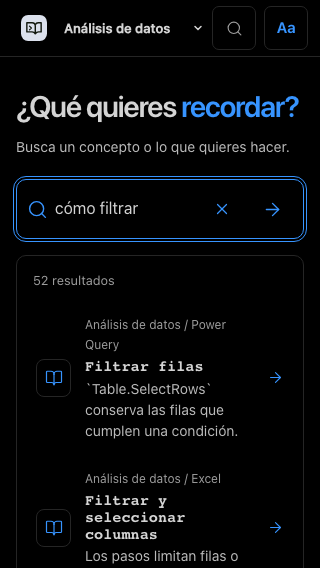 Análisis de datos
Aa
¿Qué quieres recordar?
Busca un concepto o lo que quieres hacer.
cómo filtrar
52 resultados
Análisis de datos / Power
Query
Filtrar filas
`Table.SelectRows`
conserva las filas que
cumplen una condición.
Análisis de datos / Excel
Filtrar y
seleccionar
columnas
Los pasos limitan filas o